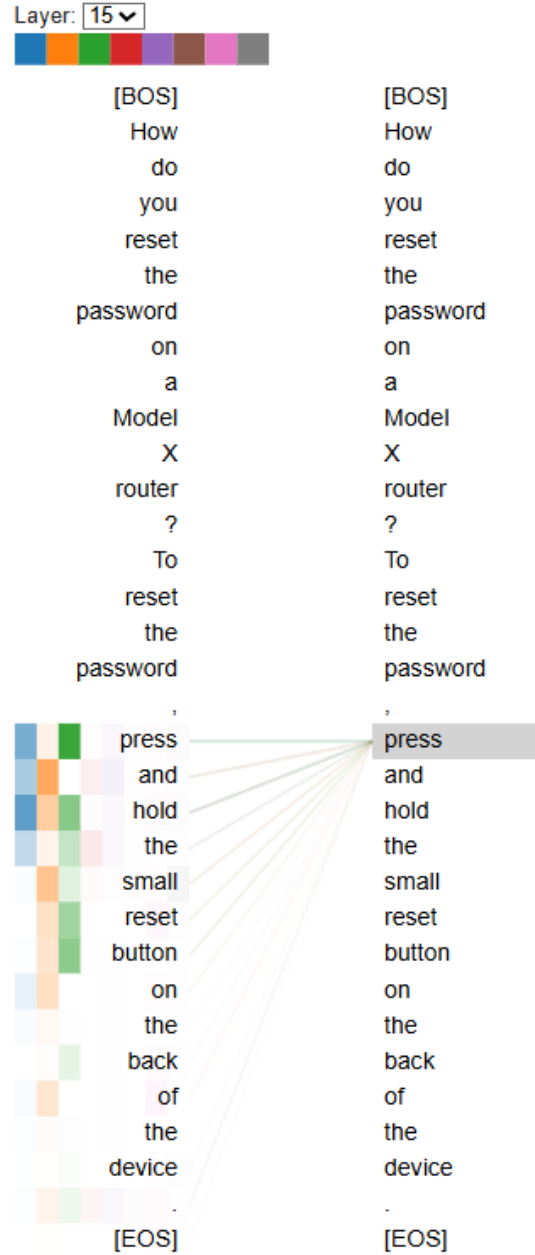 Layer: 15
[BOS] [BOS]
How How
do do
you you
reset reset
the the
password password
on on
a a
Model Model
X X
router router
? ?
To To
reset reset
the the
password password
, ,
press press
and and
hold hold
the the
small small
reset reset
button button
on on
the the
back back
of of
the the
device device
. .
[EOS] [EOS]